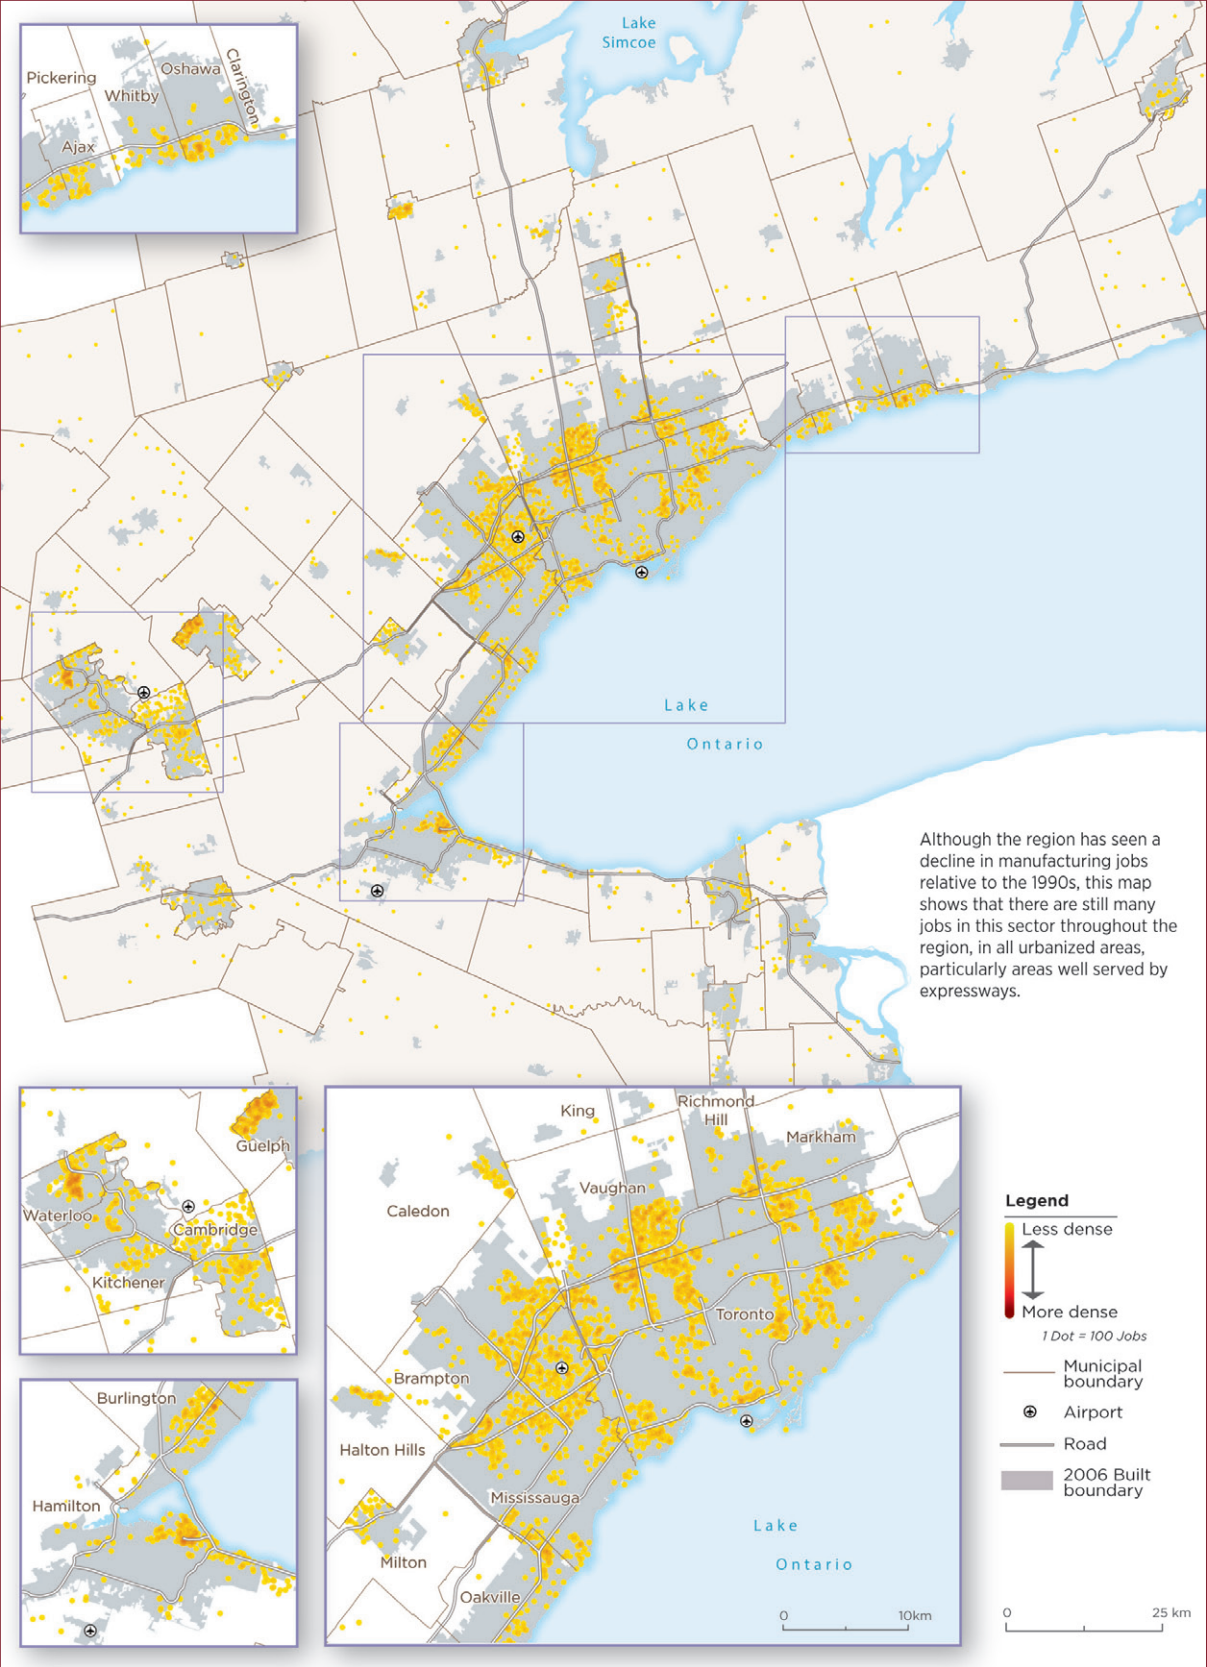 Lake
Simcoe
Pickering
Oshawa
Clarington
Whitby
Ajax
Lake
Ontario
Although the region has seen a
decline in manufacturing jobs
relative to the 1990s, this map
shows that there are still many
jobs in this sector throughout the
region, in all urbanized areas,
particularly areas well served by
expressways.
Guelph
Waterloo
Cambridge
Kitchener
Burlington
Hamilton
King
Richmond
Hill
Markham
Vaughan
Caledon
Toronto
Brampton
Halton Hills
Mississauga
Milton
Oakville
Lake
Ontario
0 10km
Legend
Less dense
More dense
1 Dot = 100 Jobs
Municipal
boundary
Airport
Road
2006 Built
boundary
0 25 km